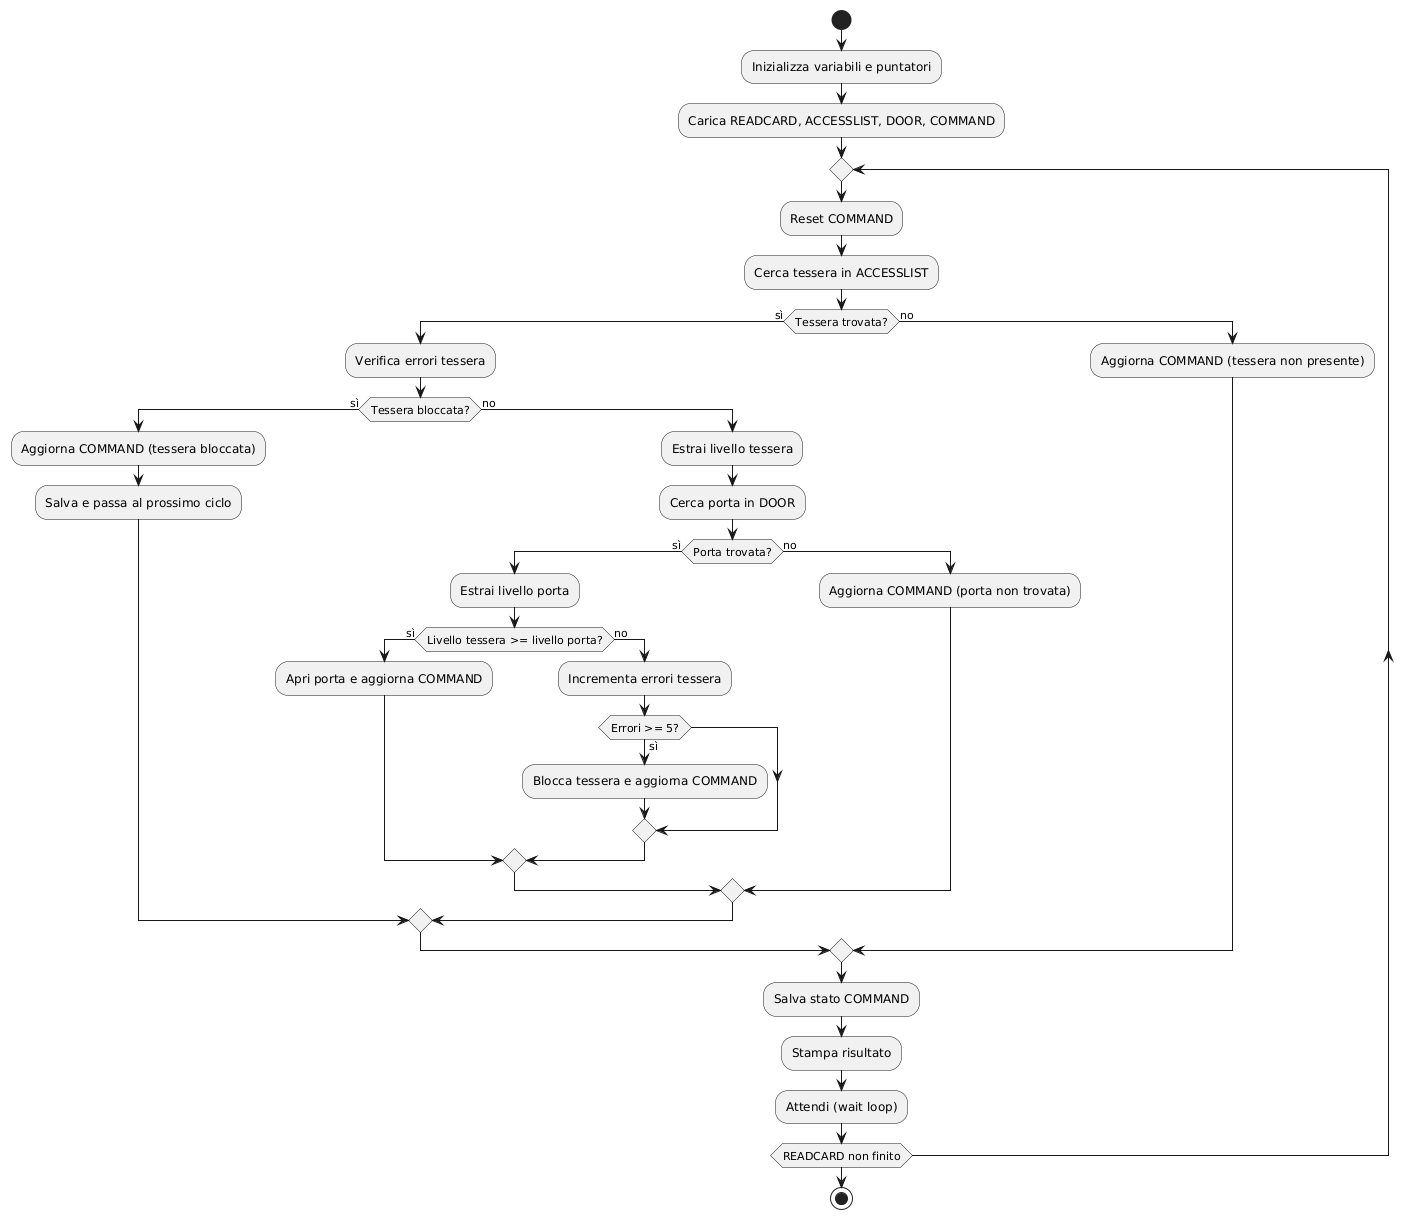 Inizializza variabili e puntatori
Carica READCARD, ACCESSLIST, DOOR, COMMAND
Reset COMMAND
Cerca tessera in ACCESSLIST
sì
Tessera trovata?
no
Verifica errori tessera
Aggiorna COMMAND (tessera non presente)
sì
Tessera bloccata?
no
Aggiorna COMMAND (tessera bloccata)
Estrai livello tessera
Salva e passa al prossimo ciclo
Cerca porta in DOOR
sì
Porta trovata?
no
Estrai livello porta
Aggiorna COMMAND (porta non trovata)
sì
Livello tessera >= livello porta?
no
Apri porta e aggiorna COMMAND
Incrementa errori tessera
Errori >= 5?
sì
Blocca tessera e aggiorna COMMAND
Salva stato COMMAND
Stampa risultato
Attendi (wait loop)
READCARD non finito